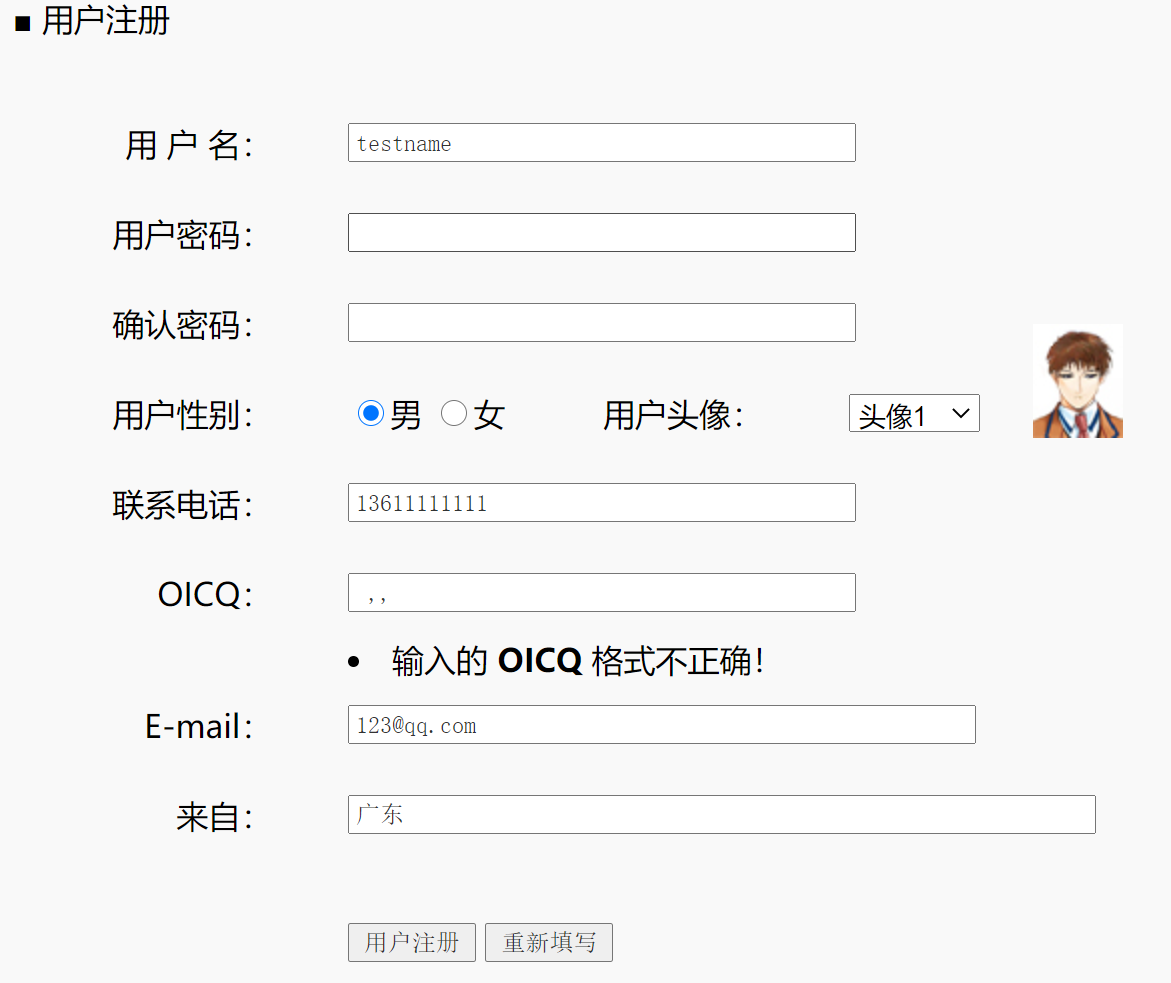 ■ 用户注册
用 户 名： testname
用户密码：
确认密码：
用户性别： 男 女 用户头像： 头像1
联系电话： 13611111111
OICQ： ,,
• 输入的 OICQ 格式不正确！
E-mail： 123@qq.com
来自： 广东
用户注册 重新填写